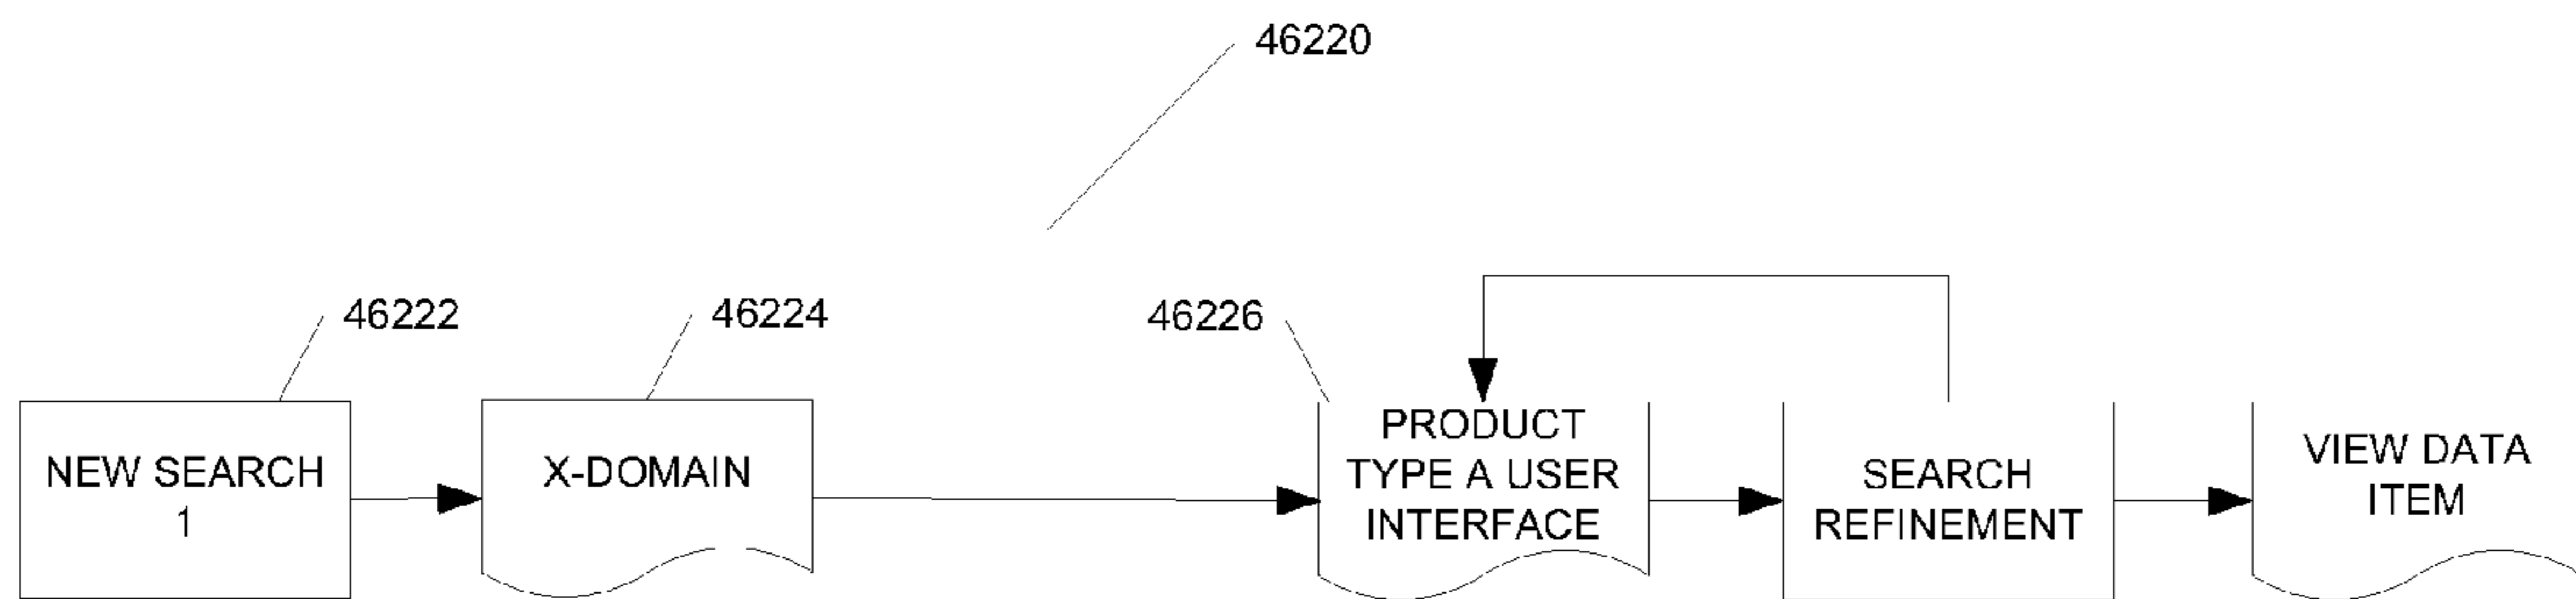 46220
46222
46224
46226
NEW SEARCH
1
X-DOMAIN
PRODUCT
TYPE A USER
INTERFACE
SEARCH
REFINEMENT
VIEW DATA
ITEM